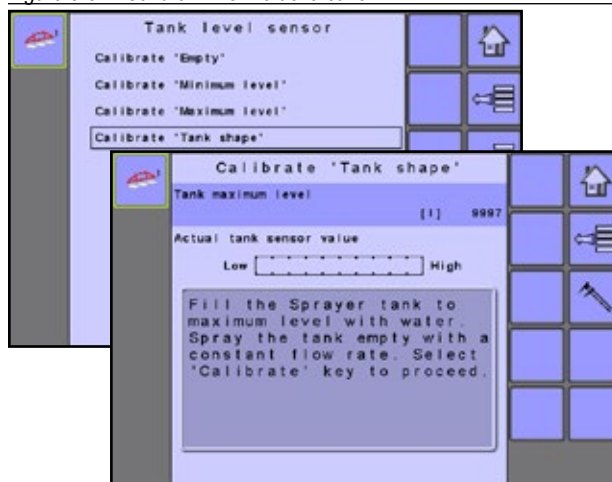 Tank level sensor
Calibrate 'Empty'
Calibrate 'Minimum level'
Calibrate 'Maximum level'
Calibrate 'Tank shape'
Calibrate 'Tank shape'
Tank maximum level
[l] 9997
Actual tank sensor value
Low High
Fill the Sprayer tank to
maximum level with water.
Spray the tank empty with a
constant flow rate. Select
'Calibrate' key to proceed.